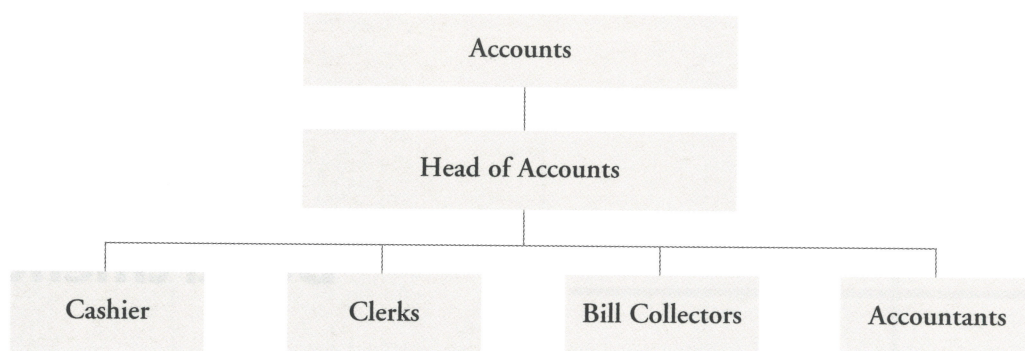 Accounts
Head of Accounts
Cashier
Clerks
Bill Collectors
Accountants